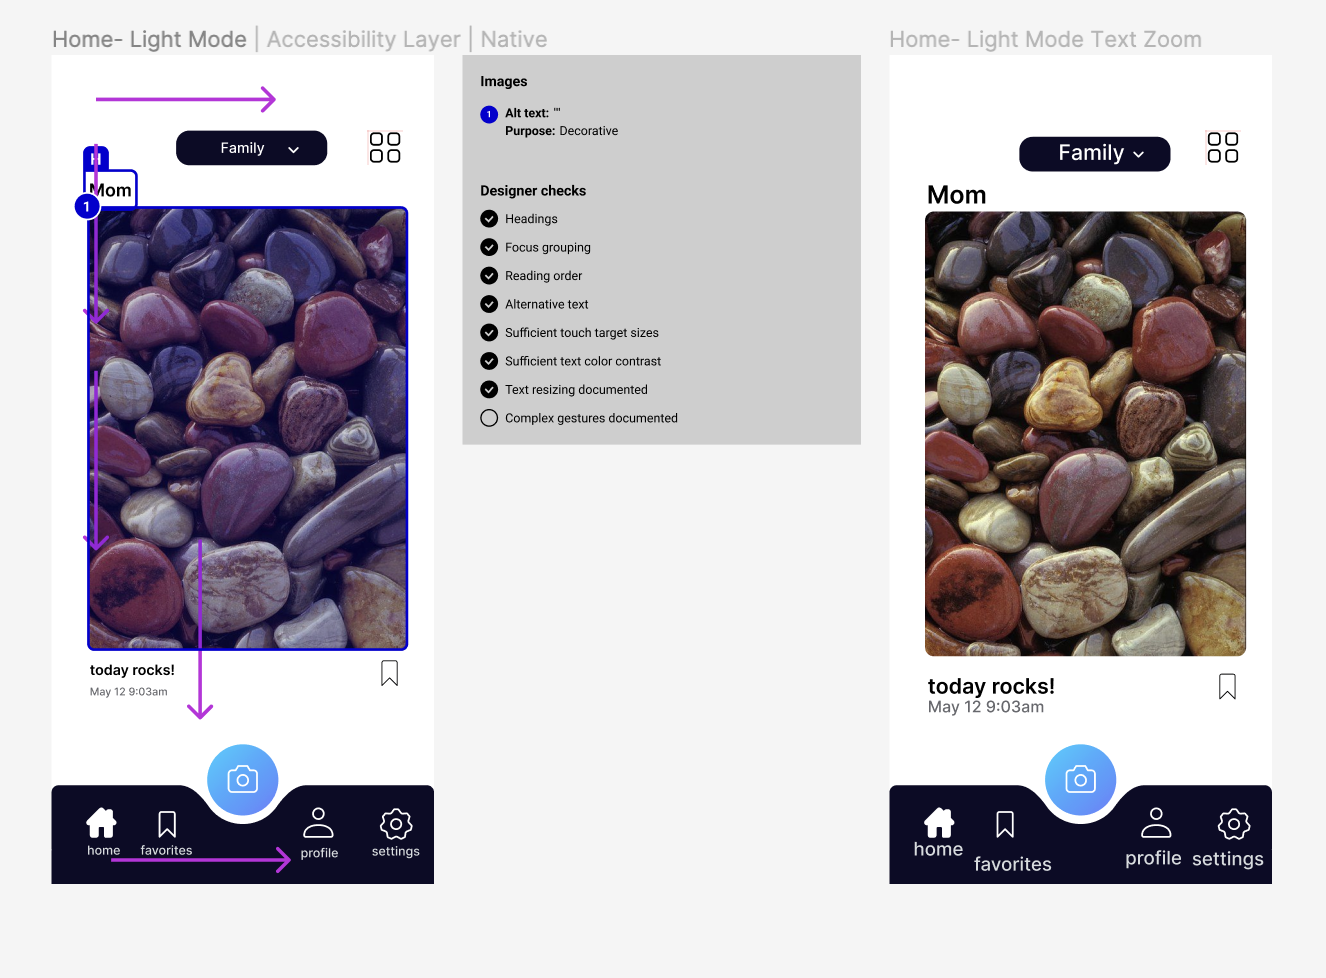 Home- Light Mode | Accessibility Layer | Native
Family
H
Mom
1
today rocks!
May 12 9:03am
home
favorites
profile
settings
Images
1
Alt text: ""
Purpose: Decorative
Designer checks
Headings
Focus grouping
Reading order
Alternative text
Sufficient touch target sizes
Sufficient text color contrast
Text resizing documented
Complex gestures documented
Home- Light Mode Text Zoom
Family
Mom
today rocks!
May 12 9:03am
home
favorites
profile
settings